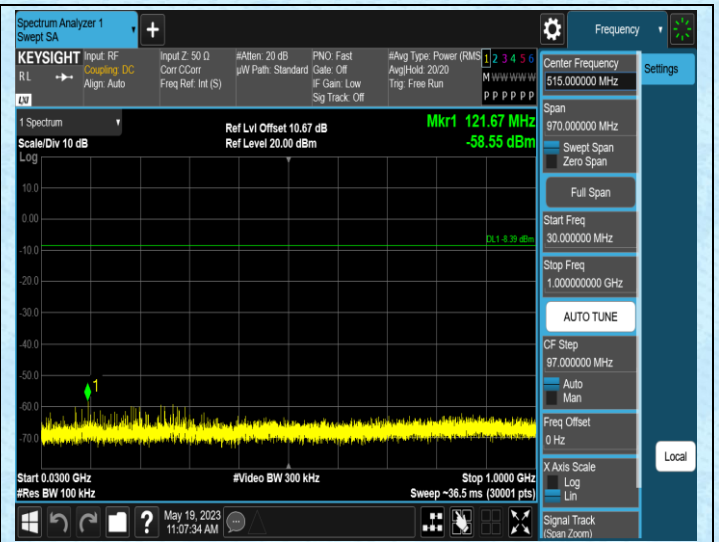 Spectrum Analyzer 1
Swept SA
+
Frequency
KEYSIGHT
RL
LXI
Input: RF
Coupling: DC
Align: Auto
Input Z: 50 Ω
Corr CCorr
Freq Ref: Int (S)
#Atten: 20 dB
µW Path: Standard
PNO: Fast
Gate: Off
IF Gain: Low
Sig Track: Off
#Avg Type: Power (RMS
Avg|Hold: 20/20
Trig: Free Run
1 2 3 4 5 6
M W W W W W
P P P P P P
1 Spectrum
Scale/Div 10 dB
Log
Ref Lvl Offset 10.67 dB
Ref Level 20.00 dBm
Mkr1 121.67 MHz
-58.55 dBm
10.0
0.00
-10.0
-20.0
-30.0
-40.0
-50.0
-60.0
-70.0
DL1 -8.39 dBm
1
Start 0.0300 GHz
#Res BW 100 kHz
#Video BW 300 kHz
Stop 1.0000 GHz
Sweep ~36.5 ms (30001 pts)
May 19, 2023
11:07:34 AM
?
Center Frequency
515.000000 MHz
Settings
Span
970.000000 MHz
Swept Span
Zero Span
Full Span
Start Freq
30.000000 MHz
Stop Freq
1.000000000 GHz
AUTO TUNE
CF Step
97.000000 MHz
Auto
Man
Freq Offset
0 Hz
X Axis Scale
Log
Lin
Signal Track
(Span Zoom)
Local